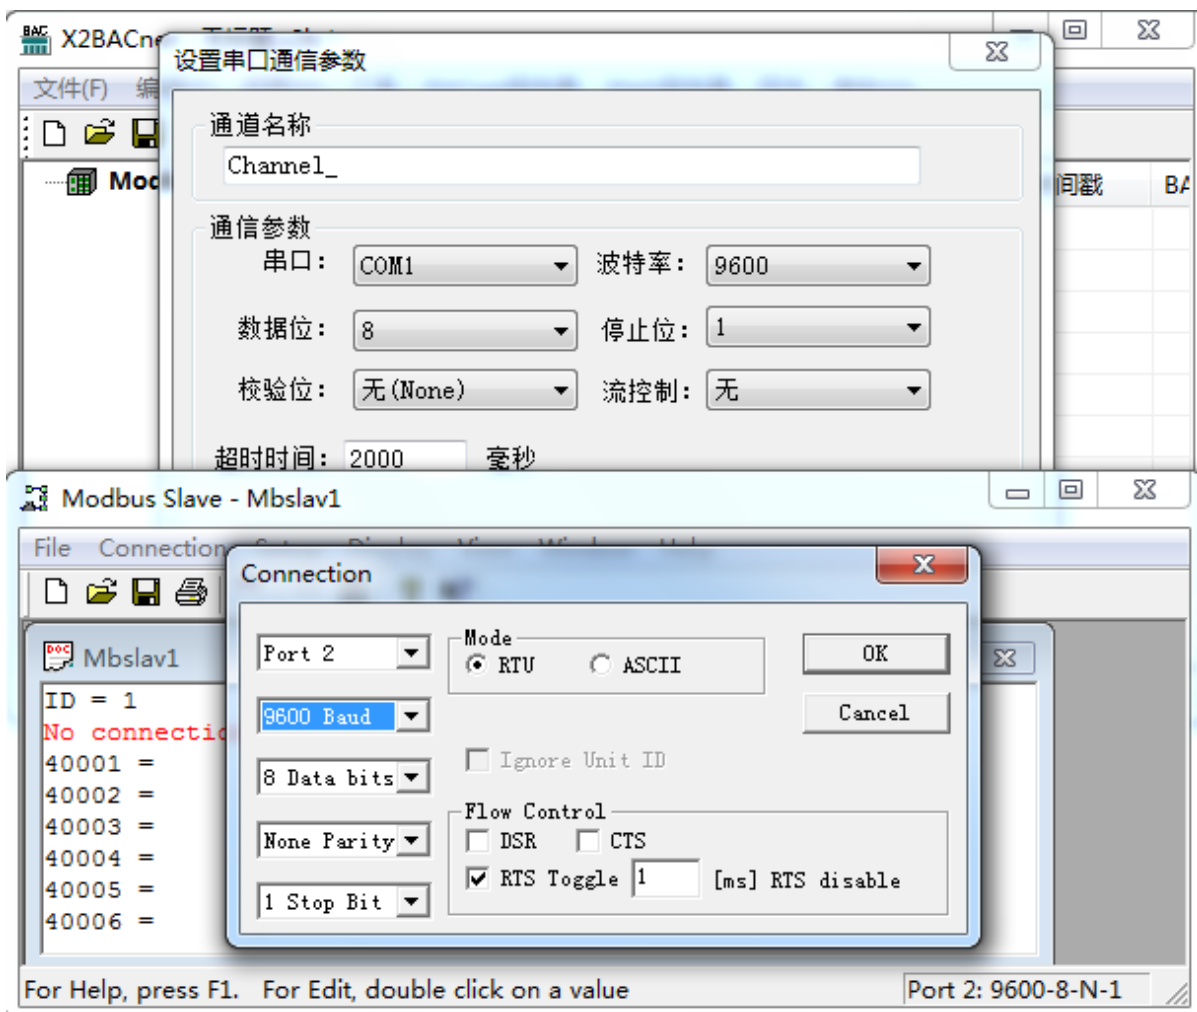 BAC
X2BACne
设置串口通信参数
文件(F) 编
通道名称
Channel_
Mod
间戳
BA
通信参数
串口: COM1 波特率: 9600
数据位: 8 停止位: 1
校验位: 无(None) 流控制: 无
超时时间: 2000 毫秒
Modbus Slave - Mbslav1
File Connection
Connection
DOC
Mbslav1
ID = 1
No connectio
40001 =
40002 =
40003 =
40004 =
40005 =
40006 =
Port 2
9600 Baud
8 Data bits
None Parity
1 Stop Bit
Mode
RTU ASCII
OK
Cancel
Ignore Unit ID
Flow Control
DSR CTS
RTS Toggle 1 [ms] RTS disable
For Help, press F1. For Edit, double click on a value
Port 2: 9600-8-N-1